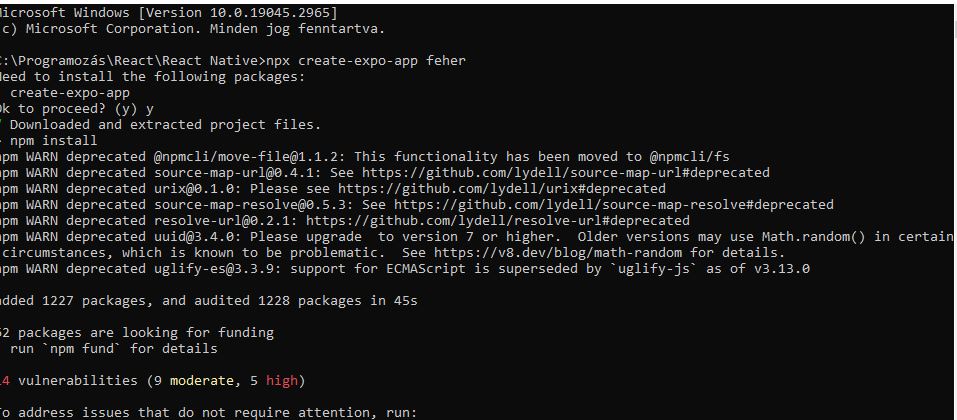 Microsoft Windows [Version 10.0.19045.2965]
(c) Microsoft Corporation. Minden jog fenntartva.
C:\Programozás\React\React Native>npx create-expo-app feher
Need to install the following packages:
create-expo-app
Ok to proceed? (y) y
Downloaded and extracted project files.
npm install
npm WARN deprecated @npmcli/move-file@1.1.2: This functionality has been moved to @npmcli/fs
npm WARN deprecated source-map-url@0.4.1: See https://github.com/lydell/source-map-url#deprecated
npm WARN deprecated urix@0.1.0: Please see https://github.com/lydell/urix#deprecated
npm WARN deprecated source-map-resolve@0.5.3: See https://github.com/lydell/source-map-resolve#deprecated
npm WARN deprecated resolve-url@0.2.1: https://github.com/lydell/resolve-url#deprecated
npm WARN deprecated uuid@3.4.0: Please upgrade  to version 7 or higher.  Older versions may use Math.random() in certain
circumstances, which is known to be problematic.  See https://v8.dev/blog/math-random for details.
npm WARN deprecated uglify-es@3.3.9: support for ECMAScript is superseded by `uglify-js` as of v3.13.0
added 1227 packages, and audited 1228 packages in 45s
62 packages are looking for funding
run `npm fund` for details
14 vulnerabilities (9 moderate, 5 high)
To address issues that do not require attention, run: